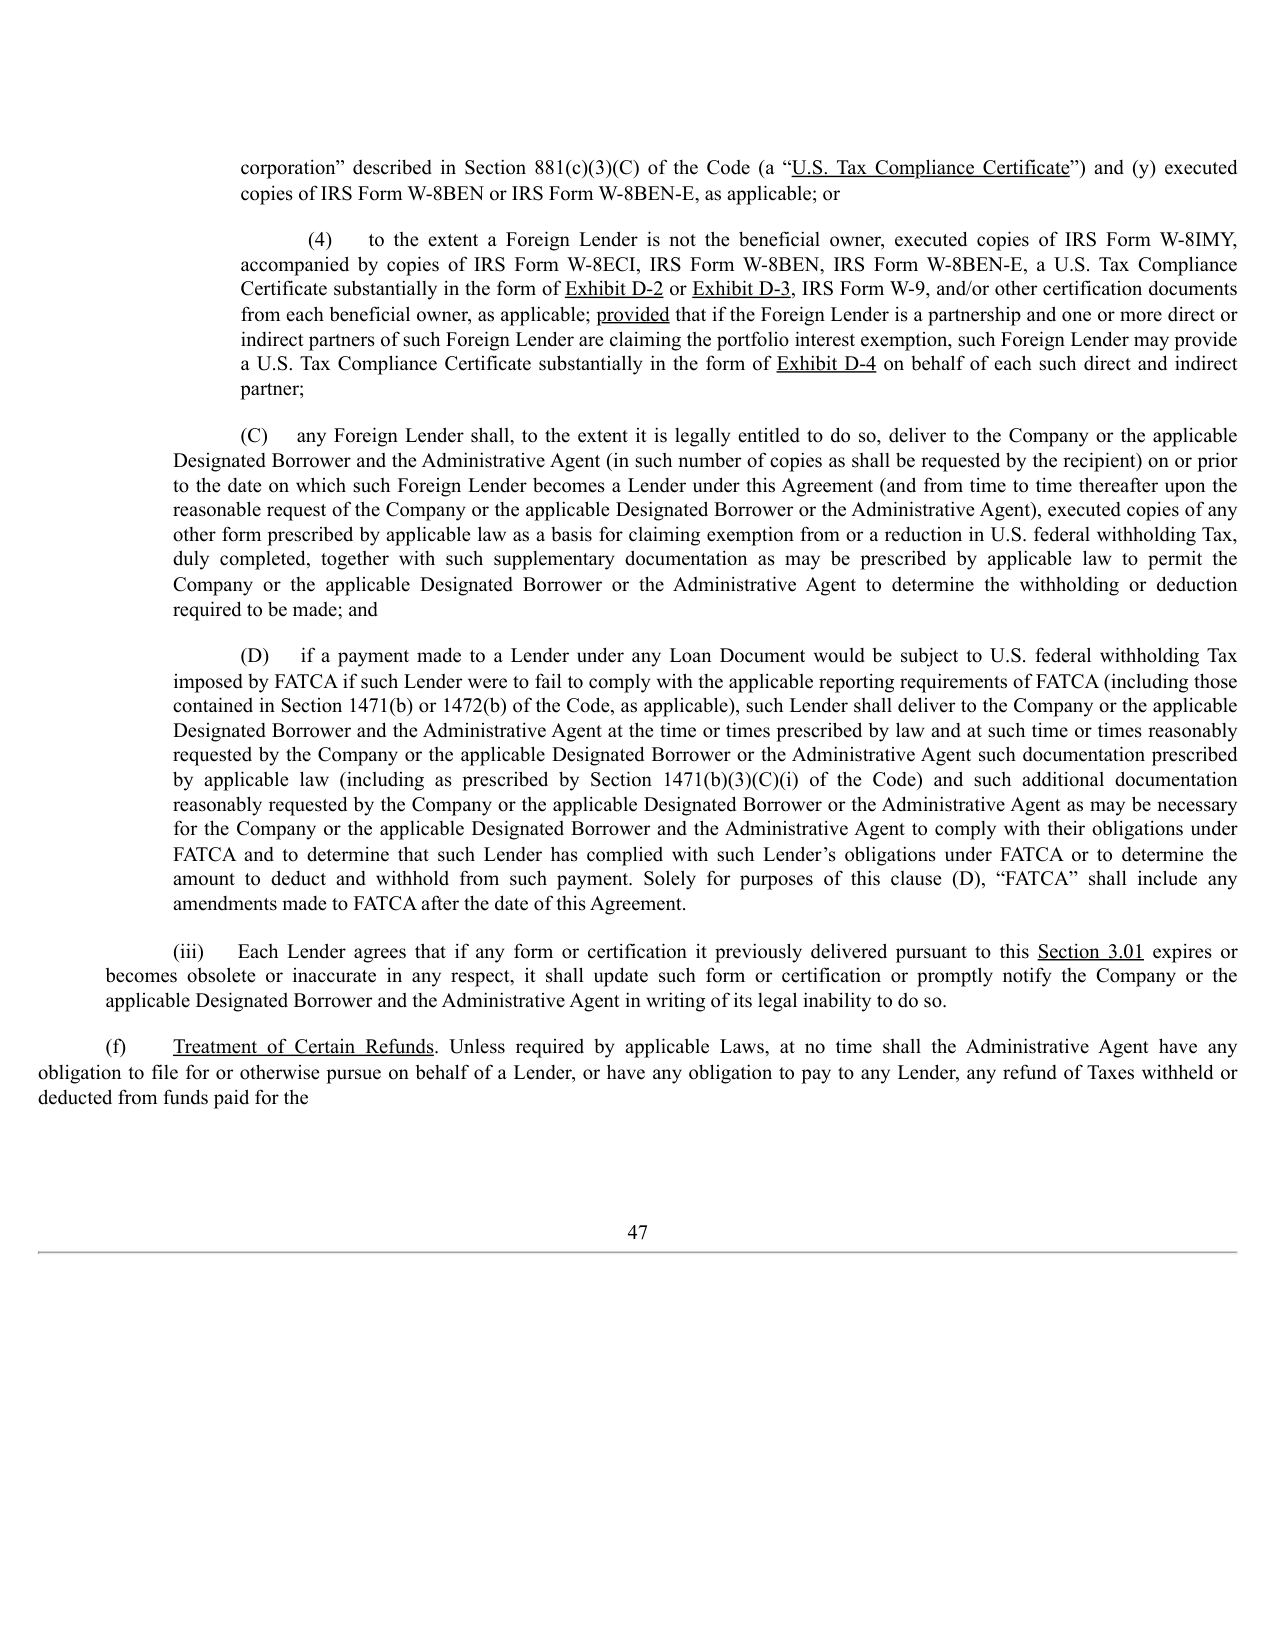 corporation” described in Section 881(c)(3)(C) of the Code (a “U.S. Tax Compliance Certificate”) and (y) executed
copies of IRS Form W-8BEN or IRS Form W-8BEN-E, as applicable; or
(4) to the extent a Foreign Lender is not the beneficial owner, executed copies of IRS Form W-8IMY,
accompanied by copies of IRS Form W-8ECI, IRS Form W-8BEN, IRS Form W-8BEN-E, a U.S. Tax Compliance
Certificate substantially in the form of Exhibit D-2 or Exhibit D-3, IRS Form W-9, and/or other certification documents
from each beneficial owner, as applicable; provided that if the Foreign Lender is a partnership and one or more direct or
indirect partners of such Foreign Lender are claiming the portfolio interest exemption, such Foreign Lender may provide
a U.S. Tax Compliance Certificate substantially in the form of Exhibit D-4 on behalf of each such direct and indirect
partner;
(C) any Foreign Lender shall, to the extent it is legally entitled to do so, deliver to the Company or the applicable
Designated Borrower and the Administrative Agent (in such number of copies as shall be requested by the recipient) on or prior
to the date on which such Foreign Lender becomes a Lender under this Agreement (and from time to time thereafter upon the
reasonable request of the Company or the applicable Designated Borrower or the Administrative Agent), executed copies of any
other form prescribed by applicable law as a basis for claiming exemption from or a reduction in U.S. federal withholding Tax,
duly completed, together with such supplementary documentation as may be prescribed by applicable law to permit the
Company or the applicable Designated Borrower or the Administrative Agent to determine the withholding or deduction
required to be made; and
(D) if a payment made to a Lender under any Loan Document would be subject to U.S. federal withholding Tax
imposed by FATCA if such Lender were to fail to comply with the applicable reporting requirements of FATCA (including those
contained in Section 1471(b) or 1472(b) of the Code, as applicable), such Lender shall deliver to the Company or the applicable
Designated Borrower and the Administrative Agent at the time or times prescribed by law and at such time or times reasonably
requested by the Company or the applicable Designated Borrower or the Administrative Agent such documentation prescribed
by applicable law (including as prescribed by Section 1471(b)(3)(C)(i) of the Code) and such additional documentation
reasonably requested by the Company or the applicable Designated Borrower or the Administrative Agent as may be necessary
for the Company or the applicable Designated Borrower and the Administrative Agent to comply with their obligations under
FATCA and to determine that such Lender has complied with such Lender’s obligations under FATCA or to determine the
amount to deduct and withhold from such payment. Solely for purposes of this clause (D), “FATCA” shall include any
amendments made to FATCA after the date of this Agreement.
(iii) Each Lender agrees that if any form or certification it previously delivered pursuant to this Section 3.01 expires or
becomes obsolete or inaccurate in any respect, it shall update such form or certification or promptly notify the Company or the
applicable Designated Borrower and the Administrative Agent in writing of its legal inability to do so.
(f) Treatment of Certain Refunds. Unless required by applicable Laws, at no time shall the Administrative Agent have any
obligation to file for or otherwise pursue on behalf of a Lender, or have any obligation to pay to any Lender, any refund of Taxes withheld or
deducted from funds paid for the
47